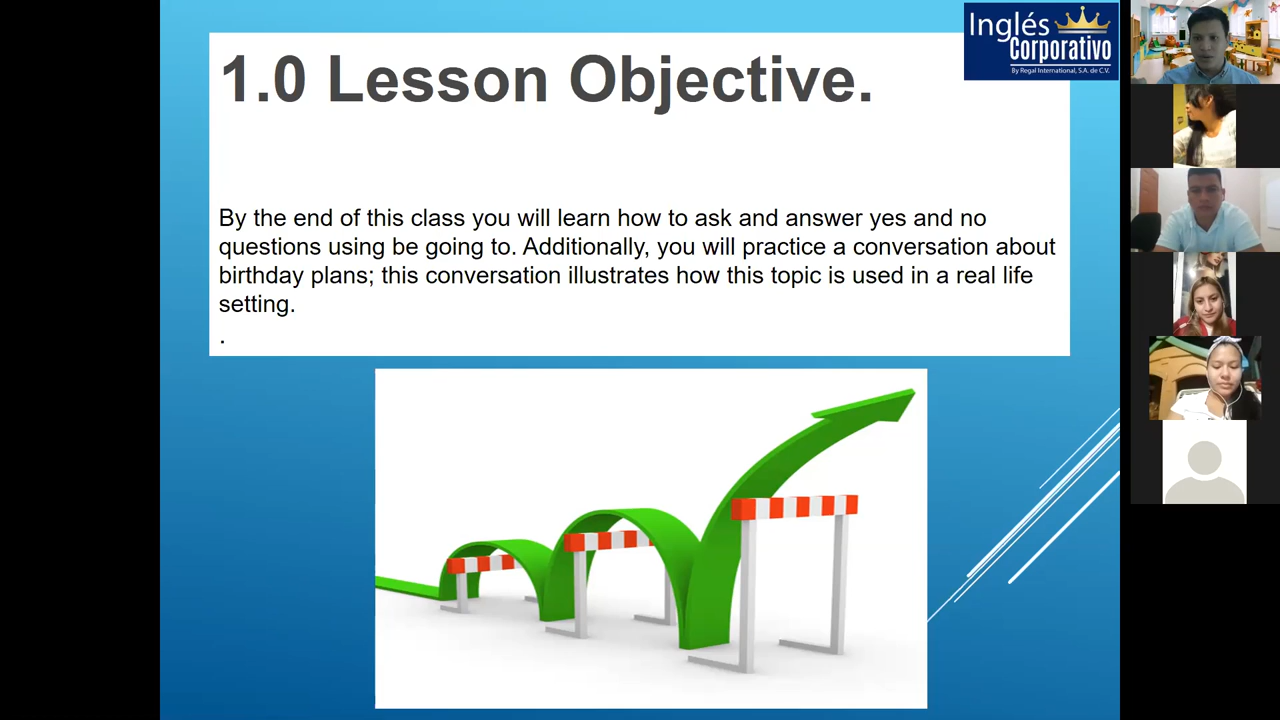 Inglés
Corporativo
By Regal International, S.A. de C.V.
1.0 Lesson Objective.
By the end of this class you will learn how to ask and answer yes and no
questions using be going to. Additionally, you will practice a conversation about
birthday plans; this conversation illustrates how this topic is used in a real life
setting.
.